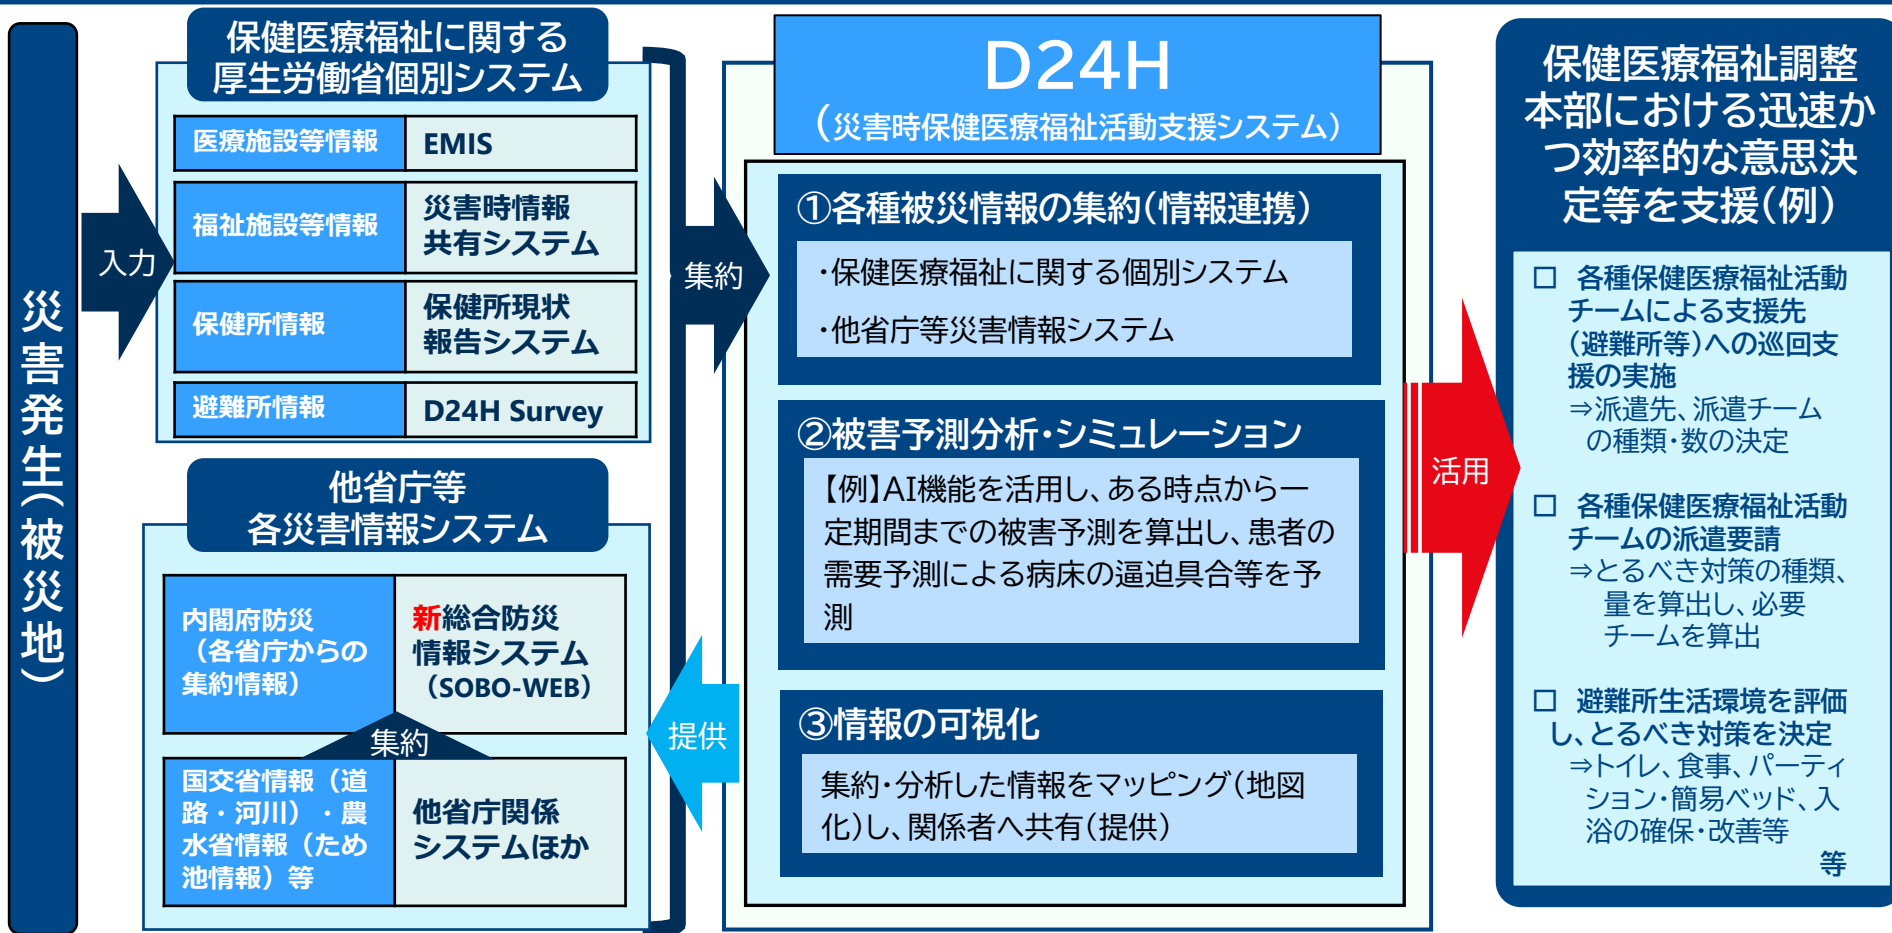 災害発生(被災地)
入力
保健医療福祉に関する
厚生労働省個別システム
医療施設等情報
EMIS
福祉施設等情報
災害時情報
共有システム
保健所情報
保健所現状
報告システム
避難所情報
D24H Survey
他省庁等
各災害情報システム
内閣府防災
（各省庁からの
集約情報）
新総合防災
情報システム
（SOBO-WEB）
集約
国交省情報（道
路・河川）・農
水省情報（ため
池情報）等
他省庁関係
システムほか
集約
提供
D24H
(災害時保健医療福祉活動支援システム)
①各種被災情報の集約(情報連携)
・保健医療福祉に関する個別システム
・他省庁等災害情報システム
②被害予測分析・シミュレーション
【例】AI機能を活用し、ある時点から一
定期間までの被害予測を算出し、患者の
需要予測による病床の逼迫具合等を予
測
③情報の可視化
集約・分析した情報をマッピング(地図
化)し、関係者へ共有(提供)
活用
保健医療福祉調整
本部における迅速か
つ効率的な意思決
定等を支援(例)
□ 各種保健医療福祉活動
チームによる支援先
(避難所等)への巡回支
援の実施
⇒派遣先、派遣チーム
の種類・数の決定
□ 各種保健医療福祉活動
チームの派遣要請
⇒とるべき対策の種類、
量を算出し、必要
チームを算出
□ 避難所生活環境を評価
し、とるべき対策を決定
⇒トイレ、食事、パーティ
ション・簡易ベッド、入
浴の確保・改善等
等